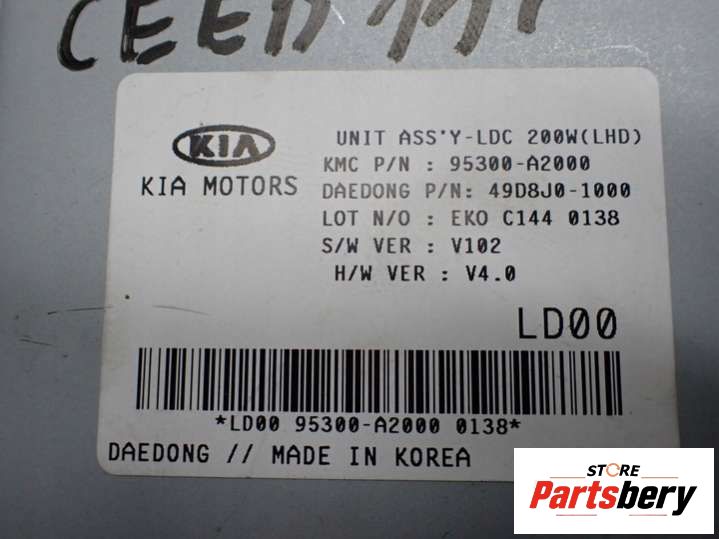 CEED
KIA
KIA MOTORS
UNIT ASS'Y-LDC 200W(LHD)
KMC P/N : 95300-A2000
DAEDONG P/N: 49D8J0-1000
LOT N/O : EKO C144 0138
S/W VER : V102
H/W VER : V4.0
LD00
*LD00 95300-A2000 0138*
DAEDONG // MADE IN KOREA
STORE
Partsbery